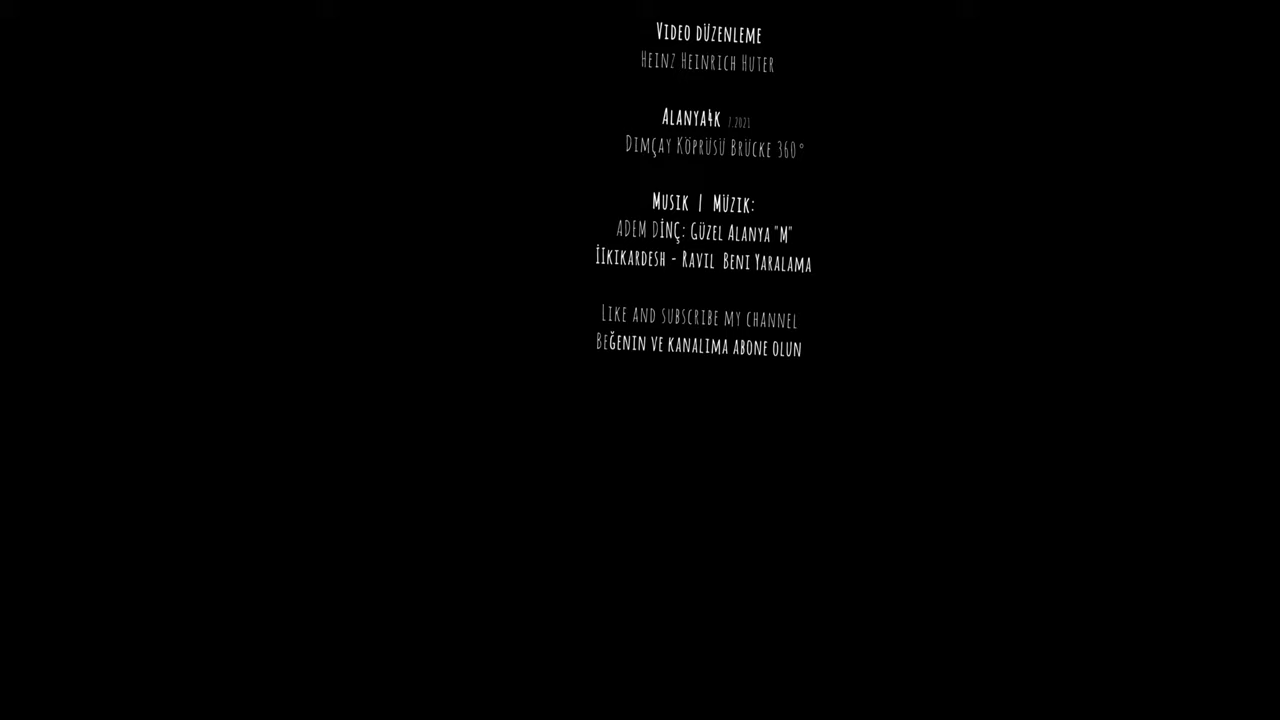 Video düzenleme
Heinz Heinrich Huter
Alanya4k 7.2021
Dimçay Köprüsü Brücke 360°
Musik | Müzik:
ADEM DİNÇ: Güzel Alanya "M"
İIkikardesh - Ravil Beni Yaralama
Like and subscribe my channel
Beğenin ve kanalima abone olun